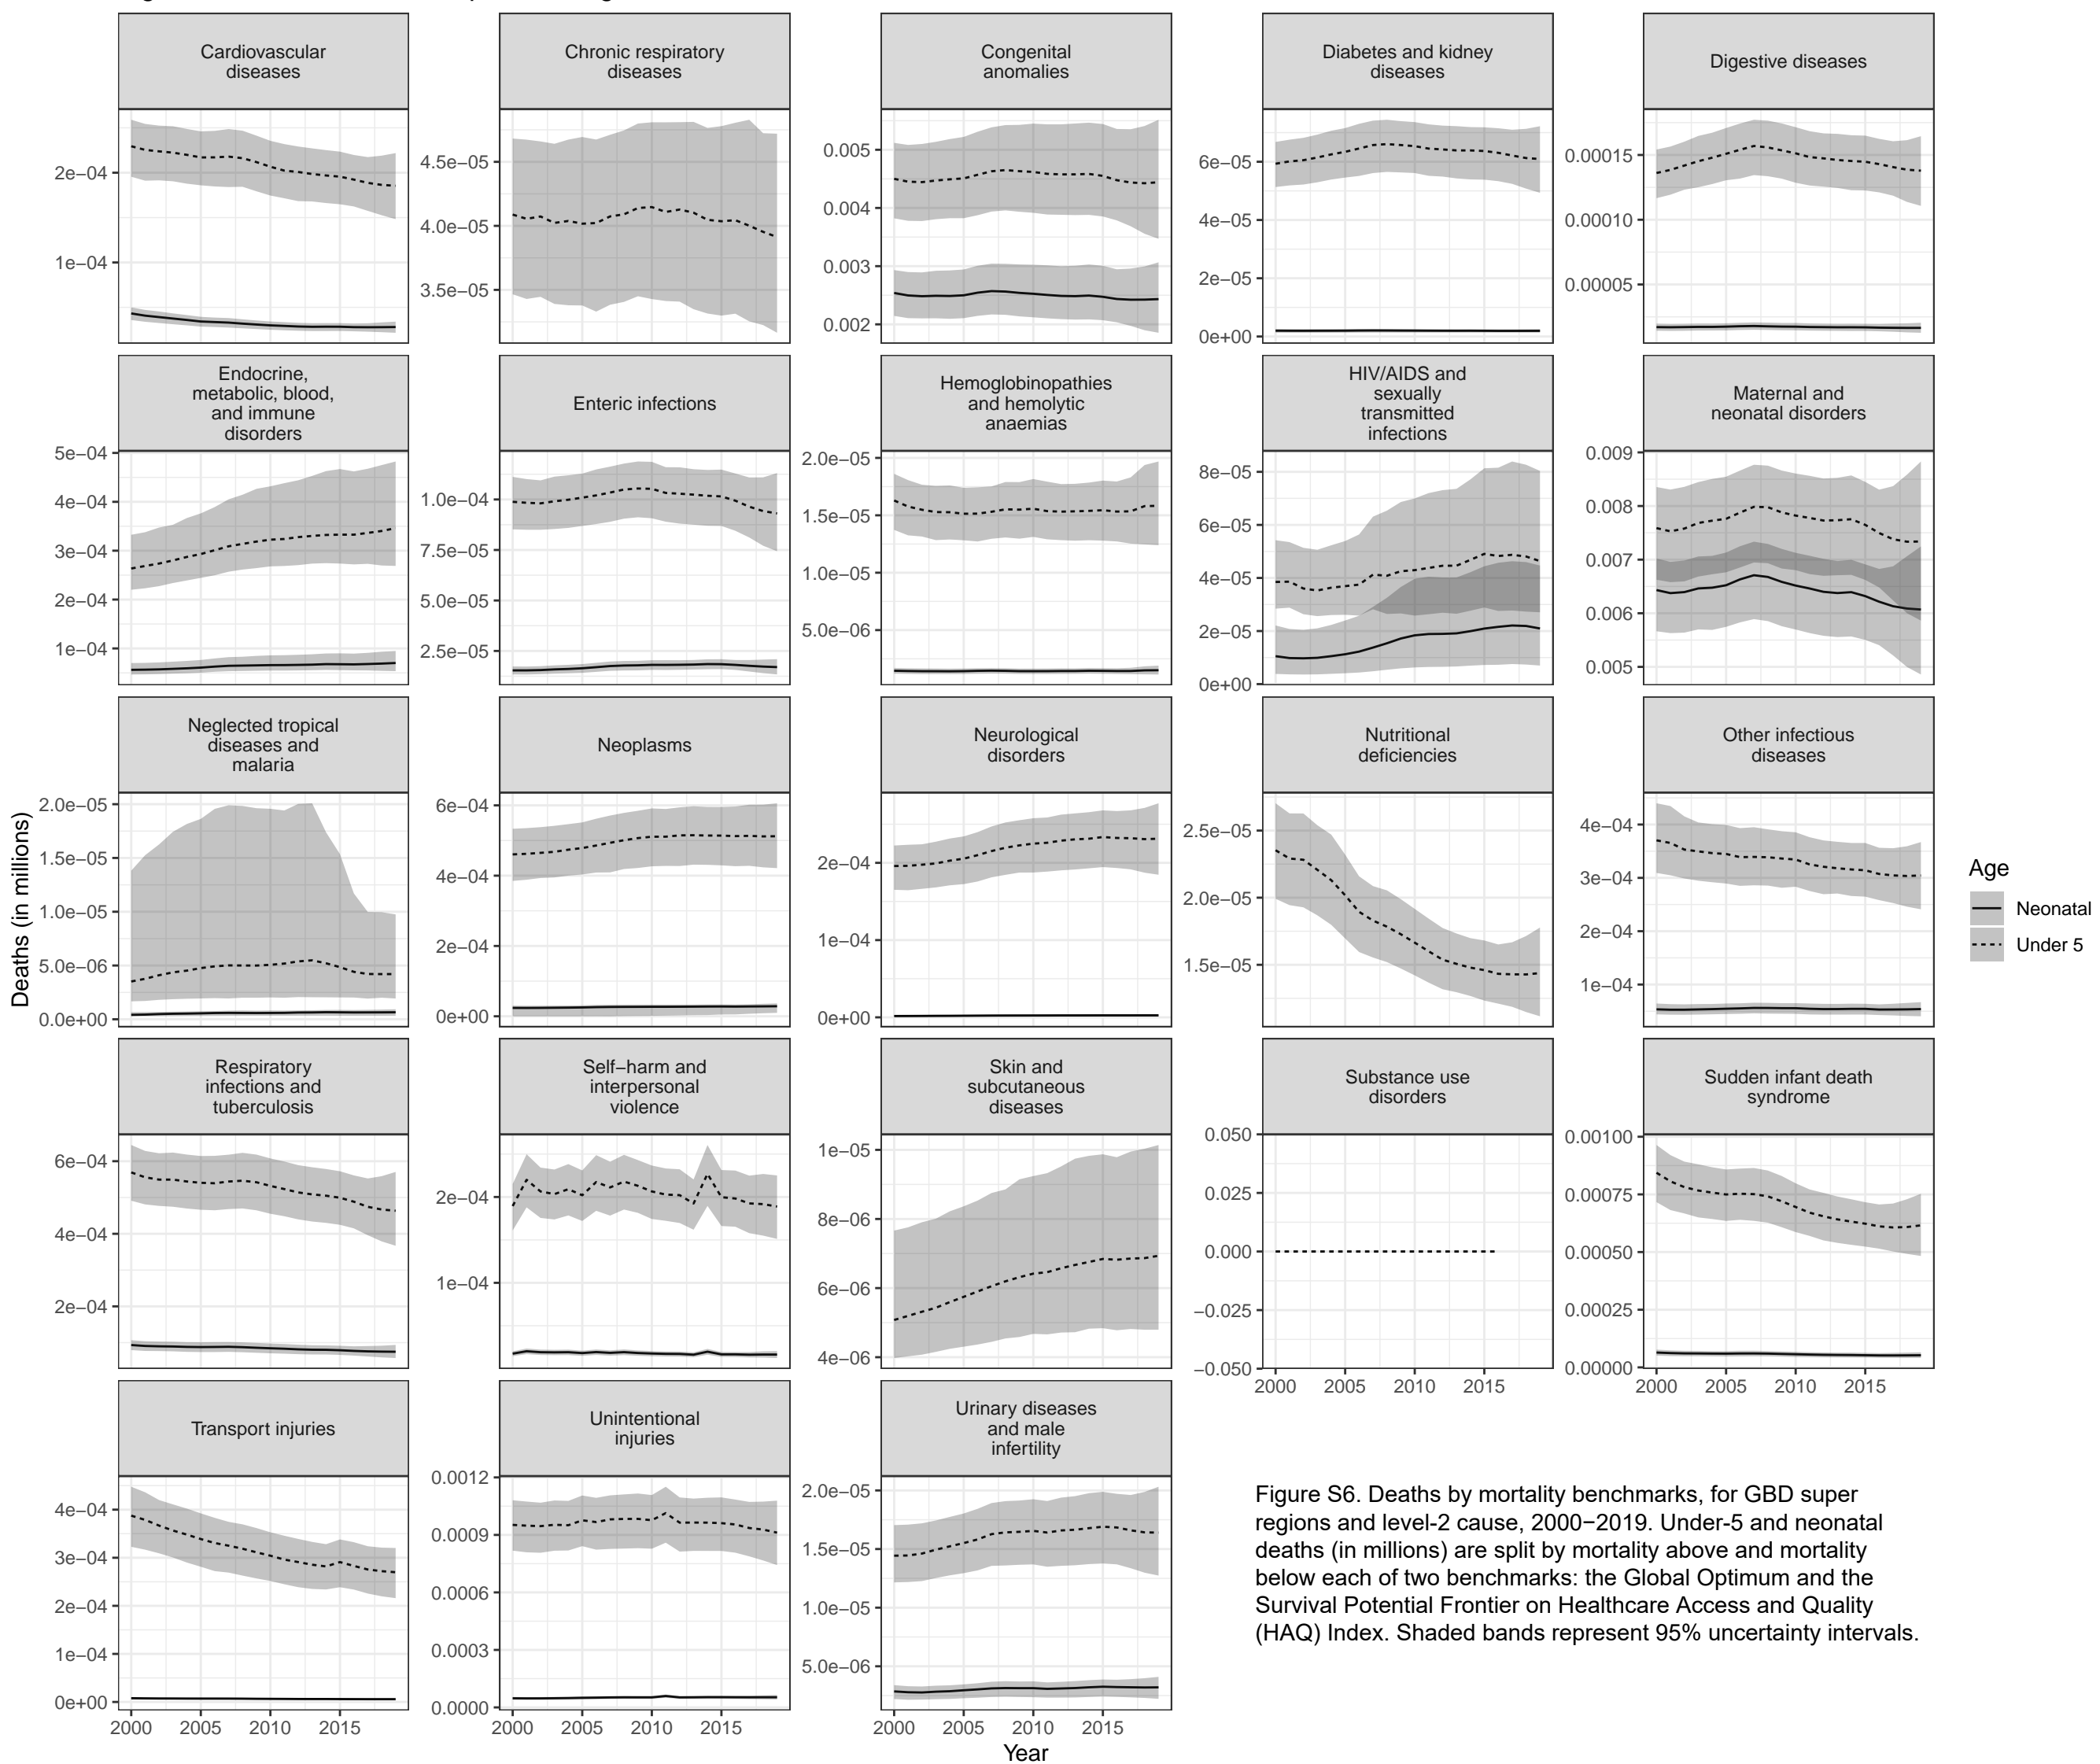 Cardiovascular
diseases
Chronic respiratory
diseases
Congenital
anomalies
Diabetes and kidney
diseases
Digestive diseases
2e−04
1e−04
4.5e−05
4.0e−05
3.5e−05
0.005
0.004
0.003
0.002
6e−05
4e−05
2e−05
0e+00
0.00015
0.00010
0.00005
Endocrine,
metabolic, blood,
and immune
disorders
Enteric infections
Hemoglobinopathies
and hemolytic
anaemias
HIV/AIDS and
sexually
transmitted
infections
Maternal and
neonatal disorders
5e−04
4e−04
3e−04
2e−04
1e−04
1.0e−04
7.5e−05
5.0e−05
2.5e−05
2.0e−05
1.5e−05
1.0e−05
5.0e−06
8e−05
6e−05
4e−05
2e−05
0e+00
0.009
0.008
0.007
0.006
0.005
Neglected tropical
diseases and
malaria
Neoplasms
Neurological
disorders
Nutritional
deficiencies
Other infectious
diseases
2.0e−05
1.5e−05
1.0e−05
5.0e−06
0.0e+00
6e−04
4e−04
2e−04
0e+00
2e−04
1e−04
0e+00
2.5e−05
2.0e−05
1.5e−05
4e−04
3e−04
2e−04
1e−04
Deaths (in millions)
Age
Neonatal
Under 5
Respiratory
infections and
tuberculosis
Self−harm and
interpersonal
violence
Skin and
subcutaneous
diseases
Substance use
disorders
Sudden infant death
syndrome
6e−04
4e−04
2e−04
2e−04
1e−04
1e−05
8e−06
6e−06
4e−06
0.050
0.025
0.000
−0.025
−0.050
0.00100
0.00075
0.00050
0.00025
0.00000
2000 2005 2010 2015
2000 2005 2010 2015
Transport injuries
Unintentional
injuries
Urinary diseases
and male
infertility
4e−04
3e−04
2e−04
1e−04
0e+00
0.0012
0.0009
0.0006
0.0003
0.0000
2.0e−05
1.5e−05
1.0e−05
5.0e−06
2000 2005 2010 2015
2000 2005 2010 2015
2000 2005 2010 2015
Year
Figure S6. Deaths by mortality benchmarks, for GBD super
regions and level-2 cause, 2000−2019. Under-5 and neonatal
deaths (in millions) are split by mortality above and mortality
below each of two benchmarks: the Global Optimum and the
Survival Potential Frontier on Healthcare Access and Quality
(HAQ) Index. Shaded bands represent 95% uncertainty intervals.